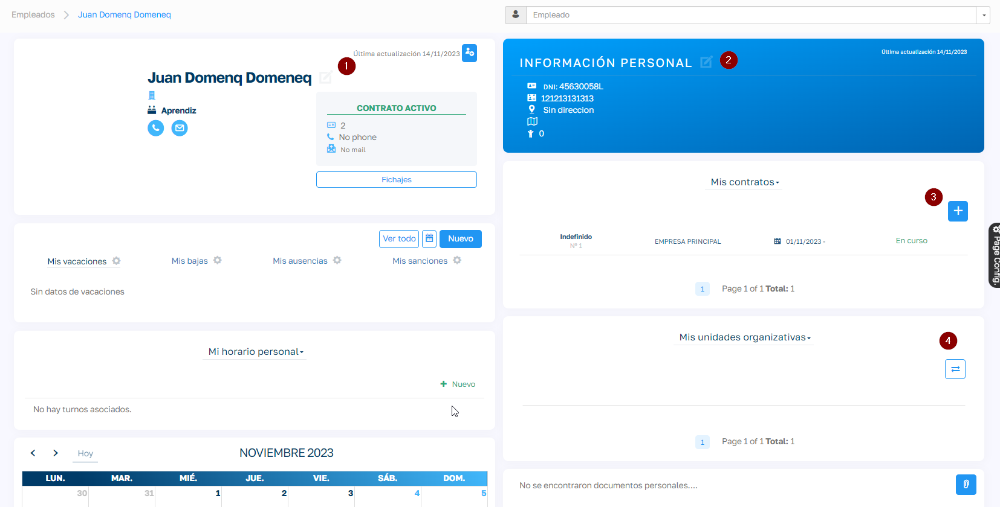 Empleados
Juan Domenq Domeneq
Empleado
Última actualización 14/11/2023
1
Juan Domenq Domeneq
Aprendiz
CONTRATO ACTIVO
2
No phone
No mail
Fichajes
INFORMACIÓN PERSONAL
2
Última actualización 14/11/2023
DNI: 45630058L
121213131313
Sin direccion
0
Ver todo
Nuevo
Mis vacaciones
Mis bajas
Mis ausencias
Mis sanciones
Sin datos de vacaciones
Mis contratos
3
+
Indefinido
Nº 1
EMPRESA PRINCIPAL
01/11/2023 -
En curso
1
Page 1 of 1 Total: 1
Page Config.
Mi horario personal
+ Nuevo
No hay turnos asociados.
Mis unidades organizativas
4
1
Page 1 of 1 Total: 1
Hoy
NOVIEMBRE 2023
LUN. MAR. MIÉ. JUE. VIE. SÁB. DOM.
30 31 1 2 3 4 5
No se encontraron documentos personales....